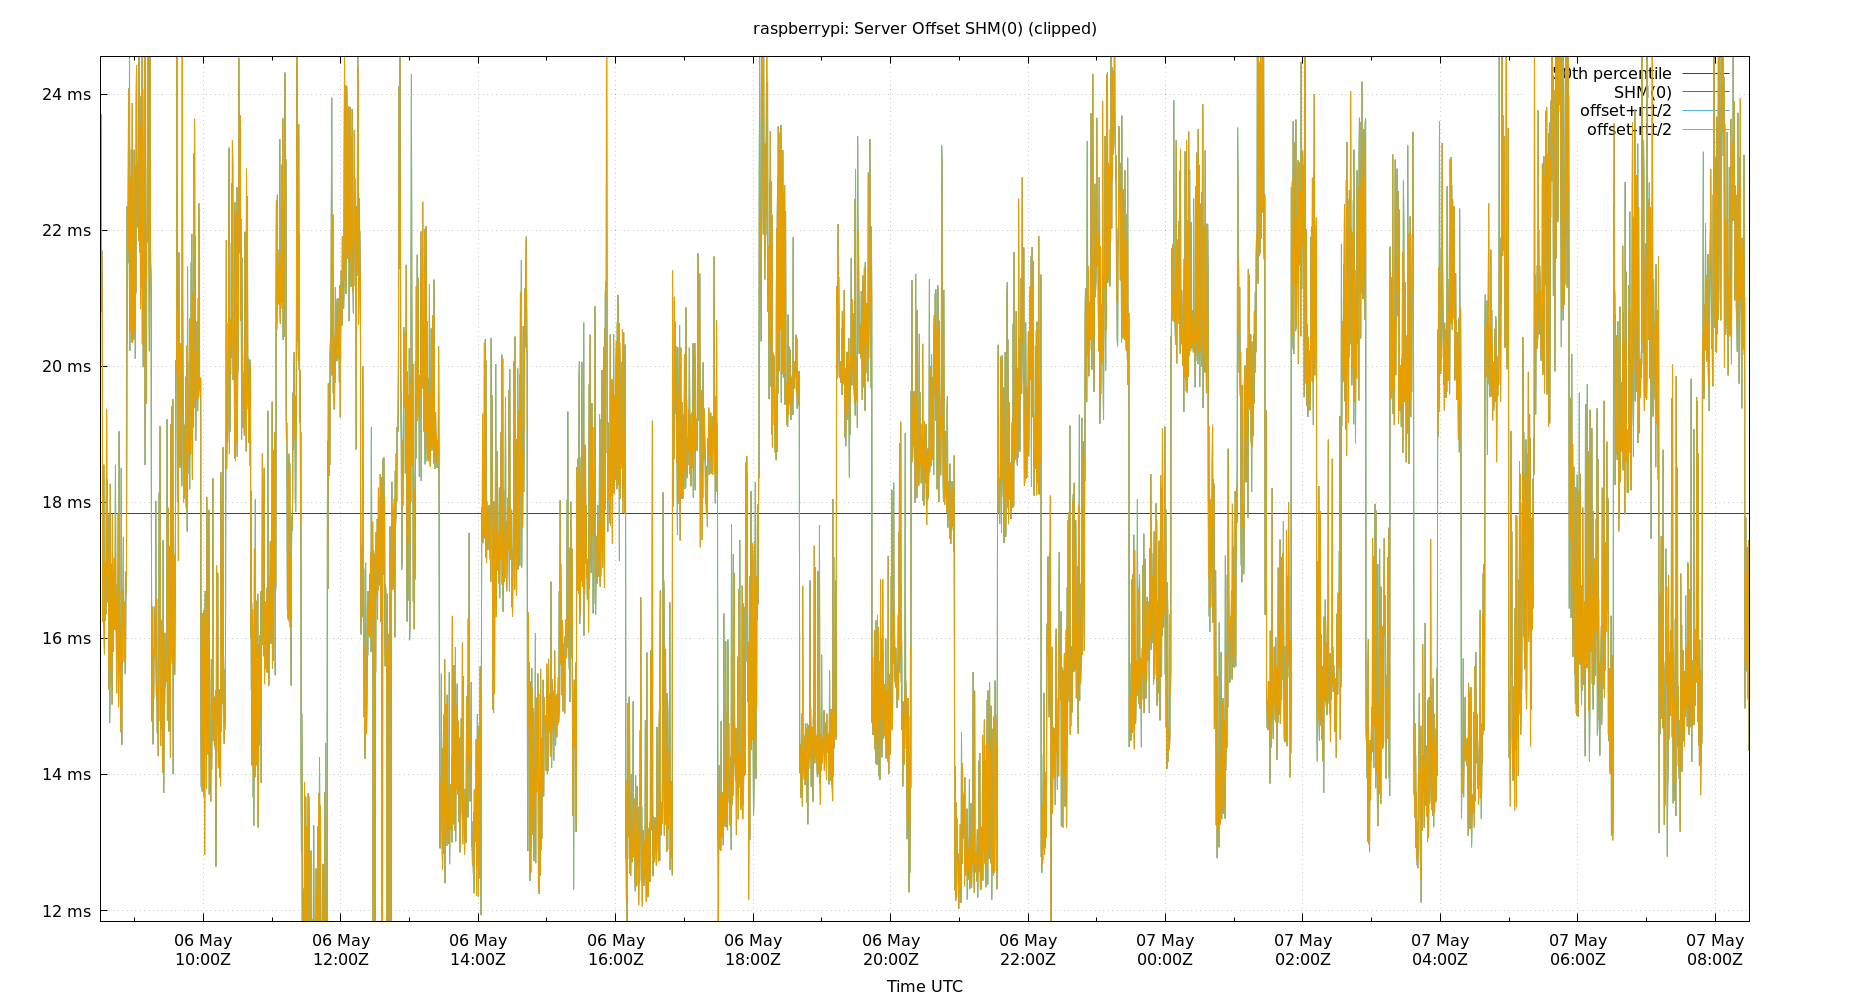 raspberrypi: Server Offset SHM(0) (clipped)
50th percentile
SHM(0)
offset+rtt/2
offset-rtt/2
24 ms
22 ms
20 ms
18 ms
16 ms
14 ms
12 ms
06 May 06 May 06 May 06 May 06 May 06 May 06 May 07 May 07 May 07 May 07 May 07 May
10:00Z 12:00Z 14:00Z 16:00Z 18:00Z 20:00Z 22:00Z 00:00Z 02:00Z 04:00Z 06:00Z 08:00Z
Time UTC